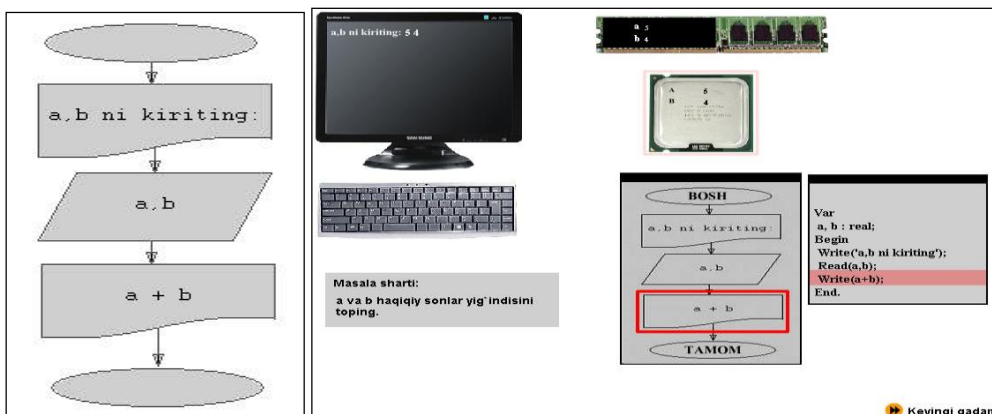 a,b ni kiriting:
a,b
a + b
a,b ni kiriting: 5 4
SAMSUNG
a 5
b 4
A 5
B 4
Masala sharti:
a va b haqiqiy sonlar yig`indisini
toping.
BOSH
a,b ni kiriting:
a,b
a + b
TAMOM
Var
a, b : real;
Begin
Write('a,b ni kiriting');
Read(a,b);
Write(a+b);
End.
Keyingi qadam